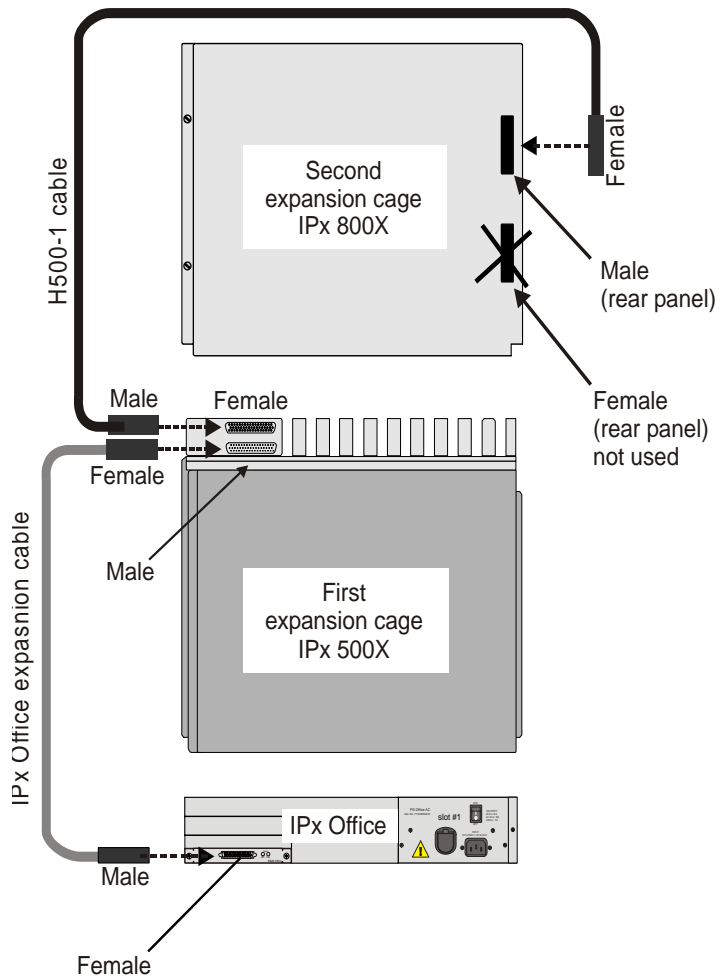 Second
expansion cage
IPx 800X
Female
H500-1 cable
Male
(rear panel)
Male
Female
Female
(rear panel)
not used
Female
Male
IPx Office expasnion cable
First
expansion cage
IPx 500X
IPx Office
slot #1
Male
Female